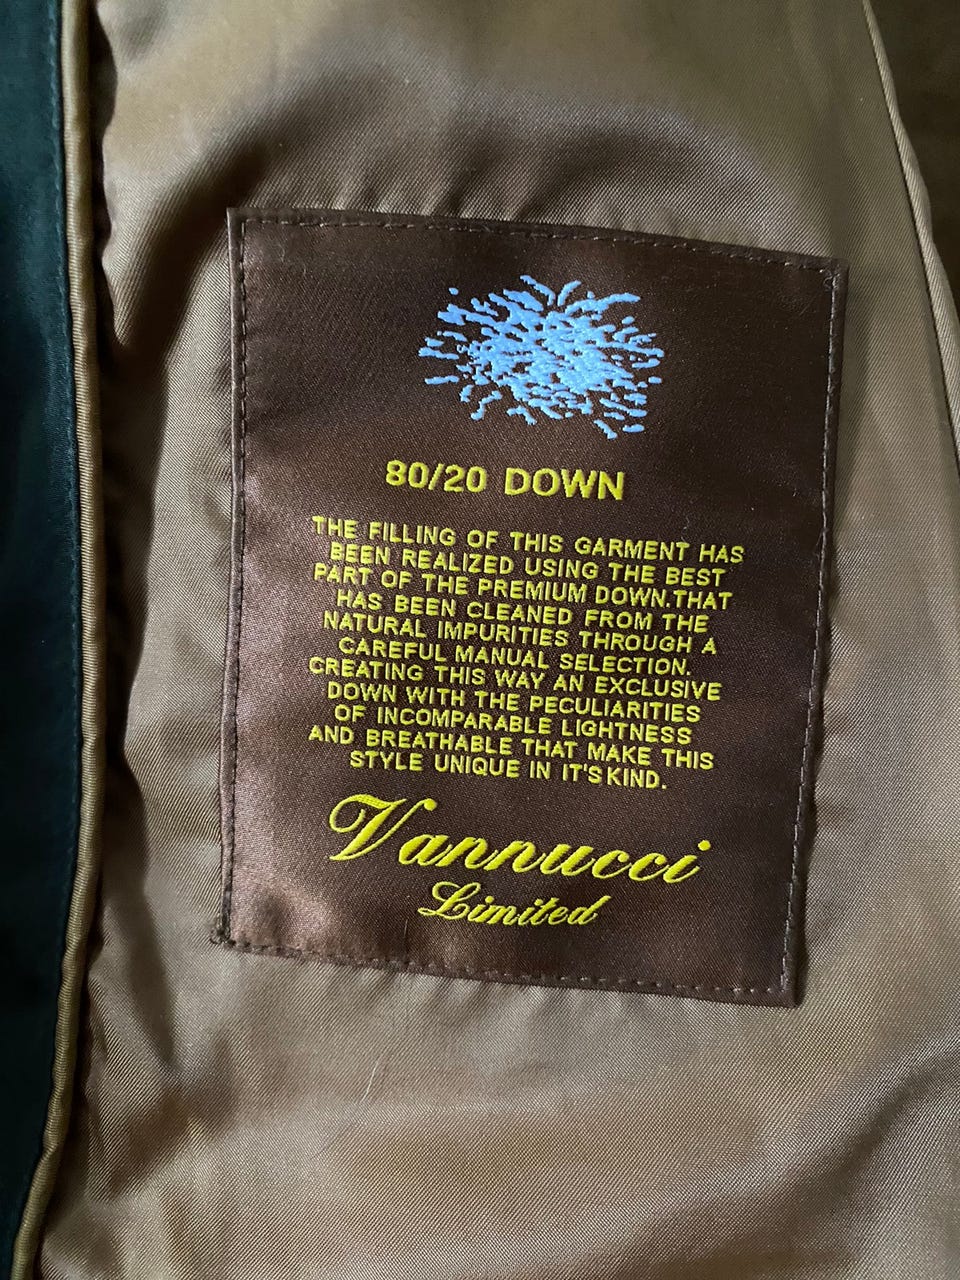 80/20 DOWN
THE FILLING OF THIS GARMENT HAS
BEEN REALIZED USING THE BEST
PART OF THE PREMIUM DOWN.THAT
HAS BEEN CLEANED FROM THE
NATURAL IMPURITIES THROUGH A
CAREFUL MANUAL SELECTION.
CREATING THIS WAY AN EXCLUSIVE
DOWN WITH THE PECULIARITIES
OF INCOMPARABLE LIGHTNESS
AND BREATHABLE THAT MAKE THIS
STYLE UNIQUE IN IT'S KIND.
Vannucci
Limited